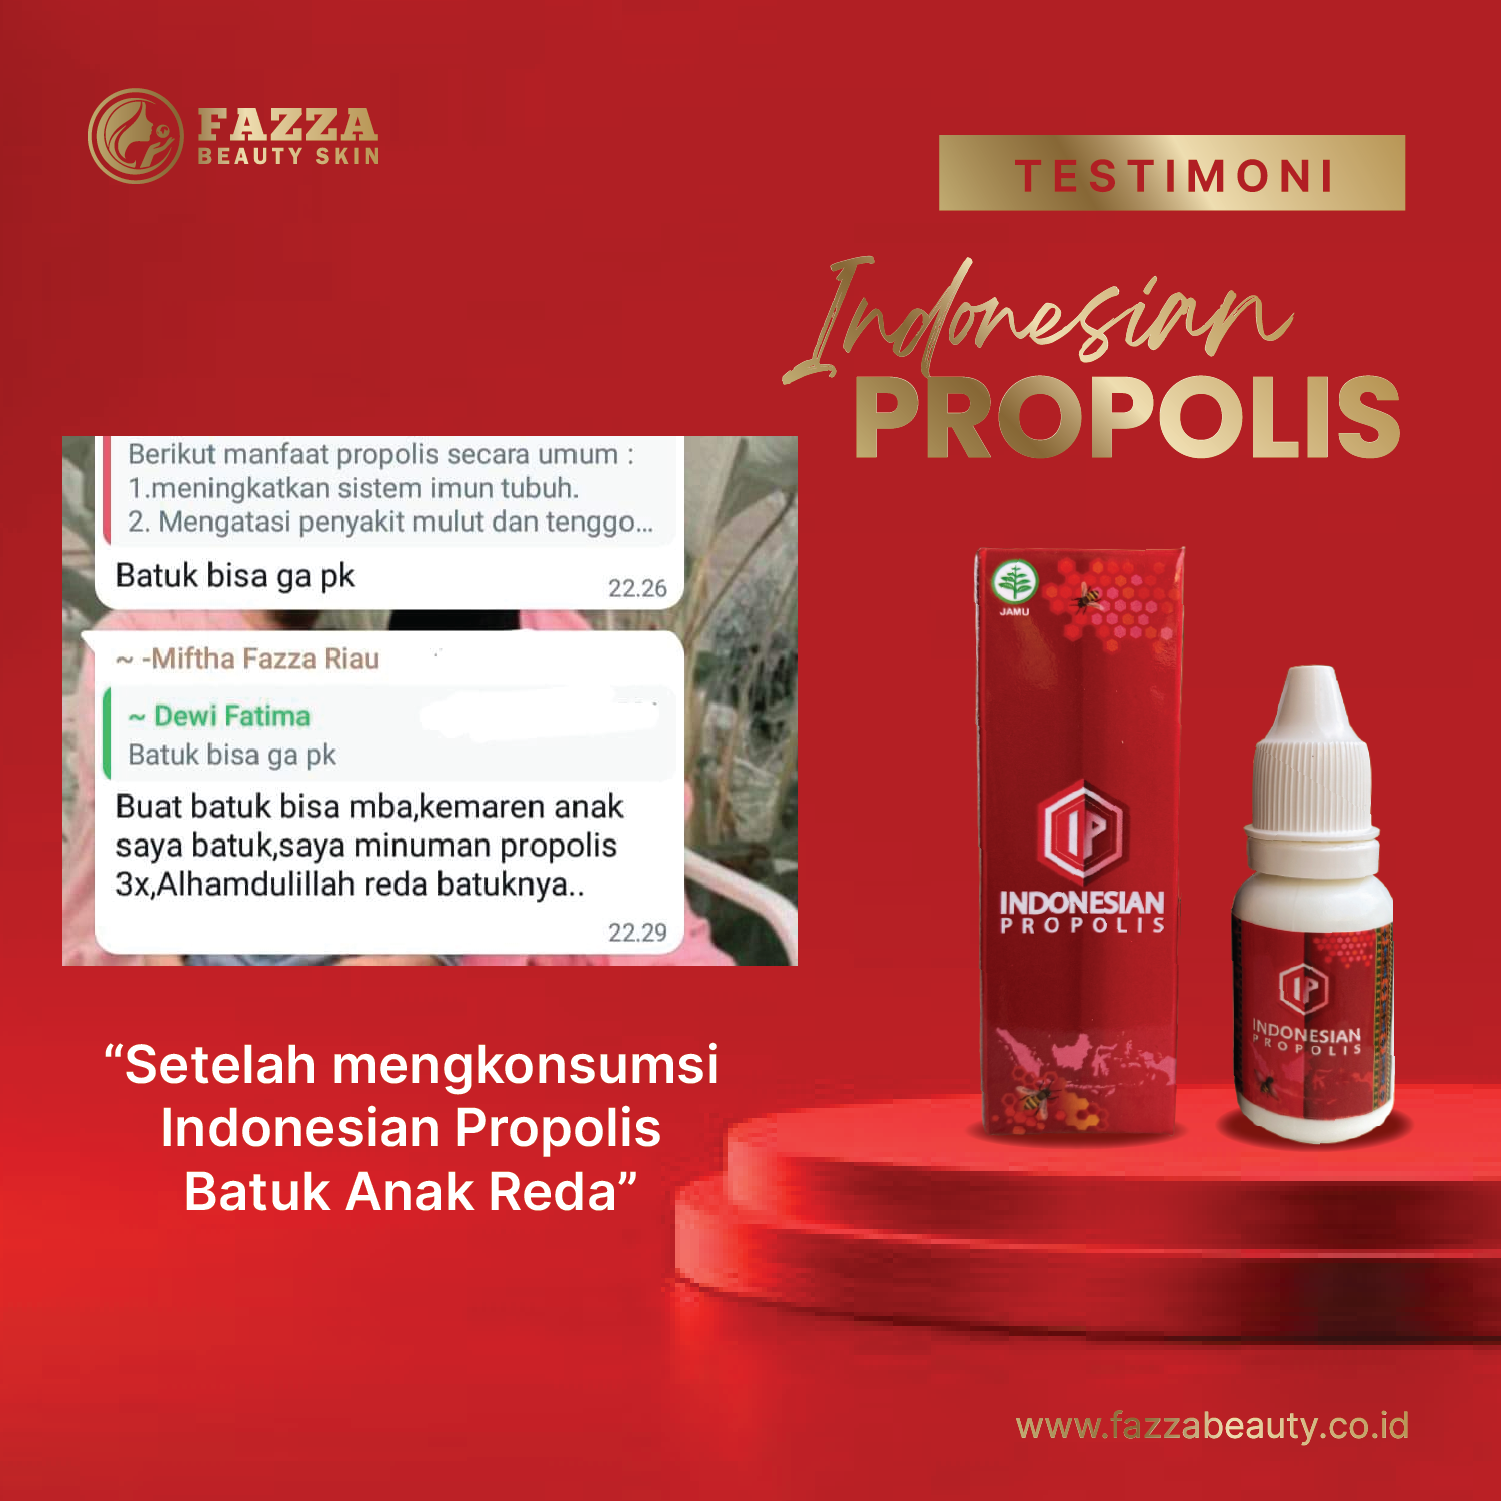 FAZZA
BEAUTY SKIN
TESTIMONI
Indonesian
PROPOLIS
Berikut manfaat propolis secara umum :
1.meningkatkan sistem imun tubuh.
2. Mengatasi penyakit mulut dan tenggo...
Batuk bisa ga pk
22.26
~ -Miftha Fazza Riau
~ Dewi Fatima
Batuk bisa ga pk
Buat batuk bisa mba,kemaren anak
saya batuk,saya minuman propolis
3x,Alhamdulillah reda batuknya..
22.29
JAMU
IP
INDONESIAN
PROPOLIS
IP
INDONESIAN
PROPOLIS
“Setelah mengkonsumsi
Indonesian Propolis
Batuk Anak Reda”
www.fazzabeauty.co.id